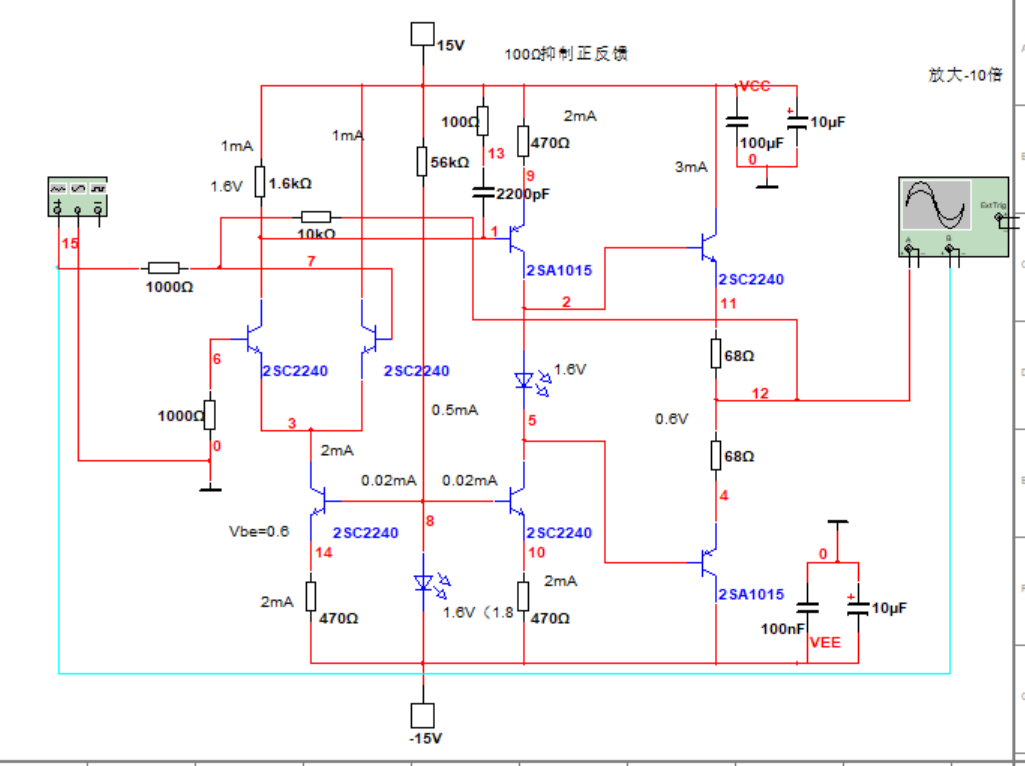 15V
100Ω抑制正反馈
放大-10倍
VCC
100Ω
2mA
470Ω
100µF
10µF
1mA
1mA
13
56kΩ
0
3mA
1.6V
1.6kΩ
9
2200pF
Ext Trig
10kΩ
1
15
A
B
7
2SA1015
2SC2240
1000Ω
2
11
6
68Ω
2SC2240
2SC2240
1.6V
12
1000Ω
0.5mA
5
0.6V
3
0
2mA
68Ω
0.02mA
0.02mA
4
8
Vbe=0.6
2SC2240
2SC2240
14
10
0
2mA
2mA
2SA1015
470Ω
1.6V（1.8
470Ω
100nF
10µF
VEE
-15V